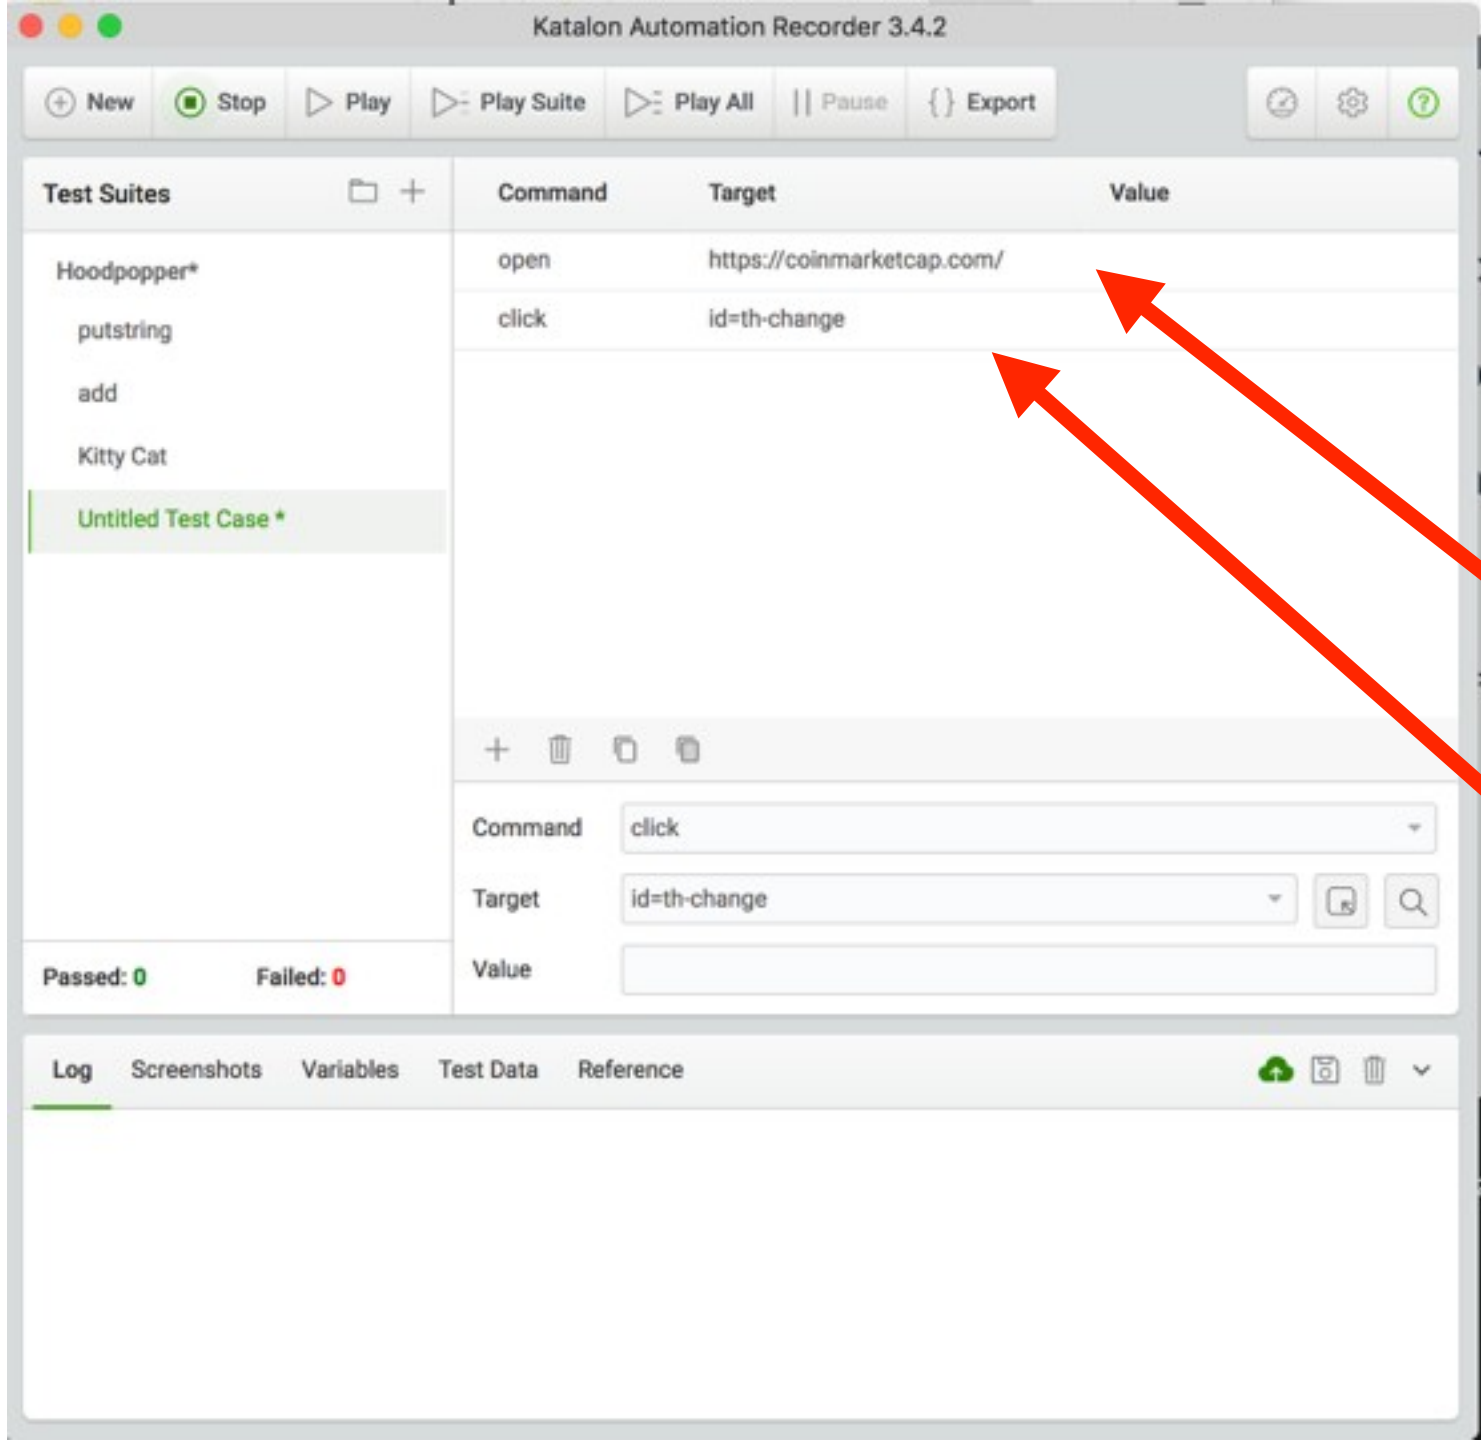 Katalon Automation Recorder 3.4.2
New Stop Play Play Suite Play All Pause { } Export
Test Suites
Hoodpopper*
putstring
add
Kitty Cat
Untitled Test Case *
Passed: 0 Failed: 0
Command Target Value
open https://coinmarketcap.com/
click id=th-change
Command click
Target id=th-change
Value
Log Screenshots Variables Test Data Reference